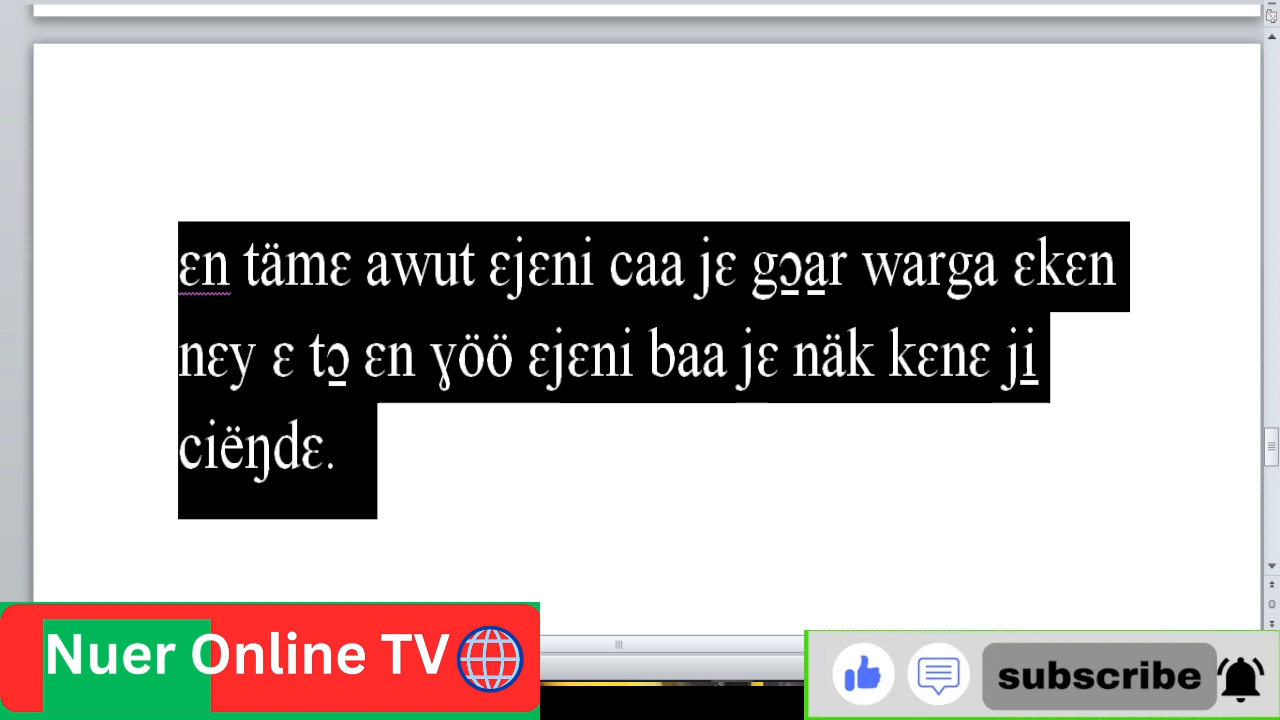 ɛn tämɛ awut ɛjɛni caa jɛ gɔ̱a̱r warga ɛkɛn
nɛy ɛ tɔ̱ ɛn ɣöö ɛjɛni baa jɛ näk kɛnɛ ji̱
ciëŋdɛ.
Nuer Online TV
subscribe